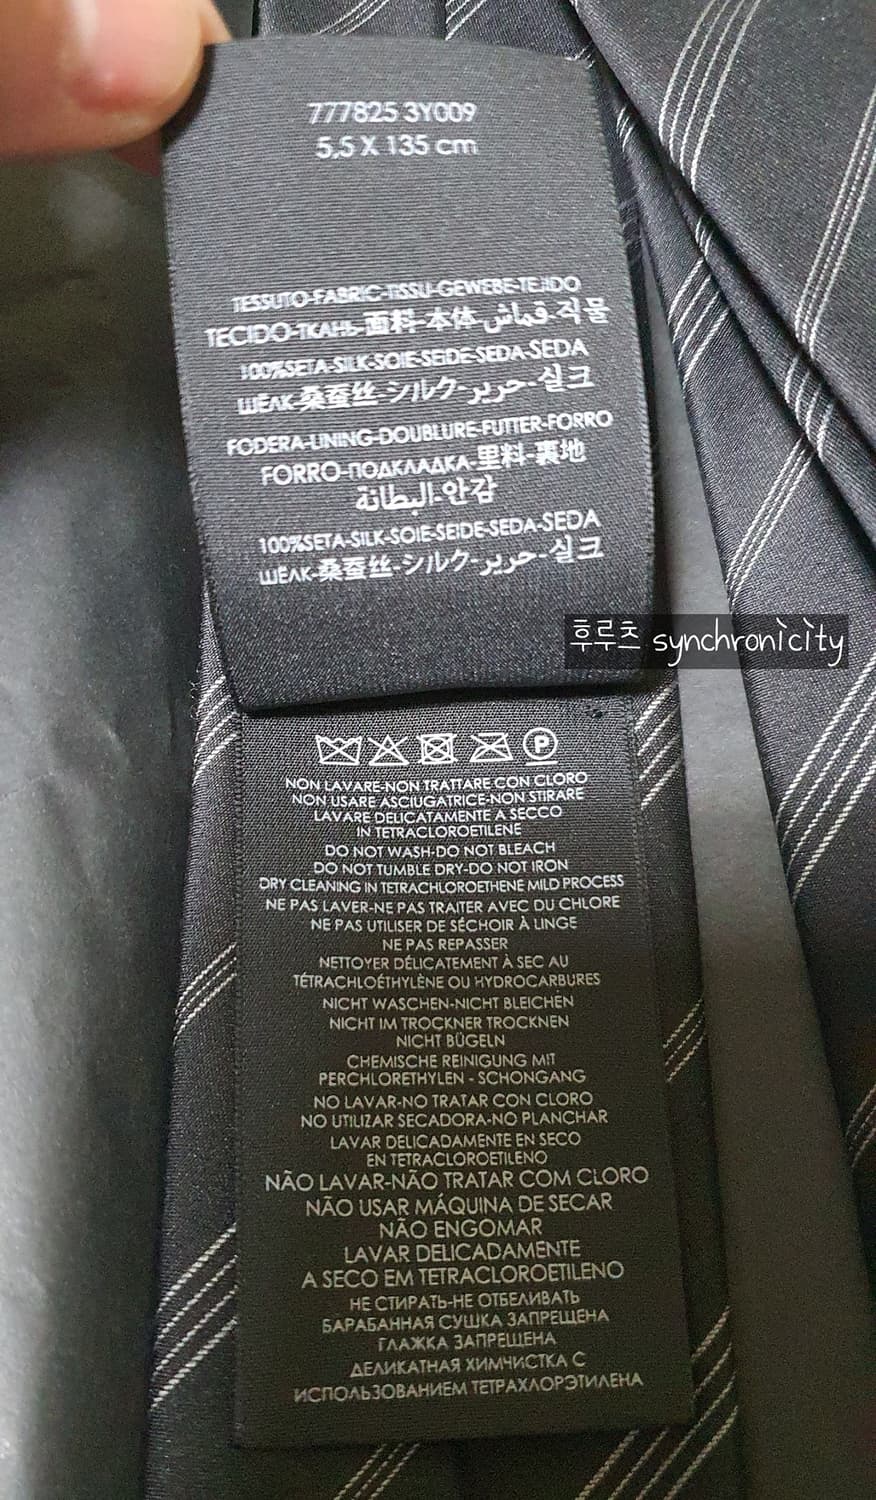 777825 3Y009
5,5 X 135 cm
TESSUTO-FABRIC-TISSU-GEWEBE-TEJIDO
TECIDO-ТКАНЬ-面料-本体-قماش-직물
100%SETA-SILK-SOIE-SEIDE-SEDA-SEDA
ШЁЛК-桑蚕丝-シルク-حرير-실크
FODERA-LINING-DOUBLURE-FUTTER-FORRO
FORRO-ПОДКЛАДКА-里料-裏地
البطانة-안감
100%SETA-SILK-SOIE-SEIDE-SEDA-SEDA
ШЁЛК-桑蚕丝-シルク-حرير-실크
후루츠 synchronicity
P
NON LAVARE-NON TRATTARE CON CLORO
NON USARE ASCIUGATRICE-NON STIRARE
LAVARE DELICATAMENTE A SECCO
IN TETRACLOROETILENE
DO NOT WASH-DO NOT BLEACH
DO NOT TUMBLE DRY-DO NOT IRON
DRY CLEANING IN TETRACHLOROETHENE MILD PROCESS
NE PAS LAVER-NE PAS TRAITER AVEC DU CHLORE
NE PAS UTILISER DE SÉCHOIR À LINGE
NE PAS REPASSER
NETTOYER DÉLICATEMENT À SEC AU
TÉTRACHLOÉTHYLÈNE OU HYDROCARBURES
NICHT WASCHEN-NICHT BLEICHEN
NICHT IM TROCKNER TROCKNEN
NICHT BÜGELN
CHEMISCHE REINIGUNG MIT
PERCHLORETHYLEN - SCHONGANG
NO LAVAR-NO TRATAR CON CLORO
NO UTILIZAR SECADORA-NO PLANCHAR
LAVAR DELICADAMENTE EN SECO
EN TETRACLOROETILENO
NÃO LAVAR-NÃO TRATAR COM CLORO
NÃO USAR MÁQUINA DE SECAR
NÃO ENGOMAR
LAVAR DELICADAMENTE
A SECO EM TETRACLOROETILENO
НЕ СТИРАТЬ-НЕ ОТБЕЛИВАТЬ
БАРАБАННАЯ СУШКА ЗАПРЕЩЕНА
ГЛАЖКА ЗАПРЕЩЕНА
ДЕЛИКАТНАЯ ХИМЧИСТКА С
ИСПОЛЬЗОВАНИЕМ ТЕТРАХЛОРЭТИЛЕНА